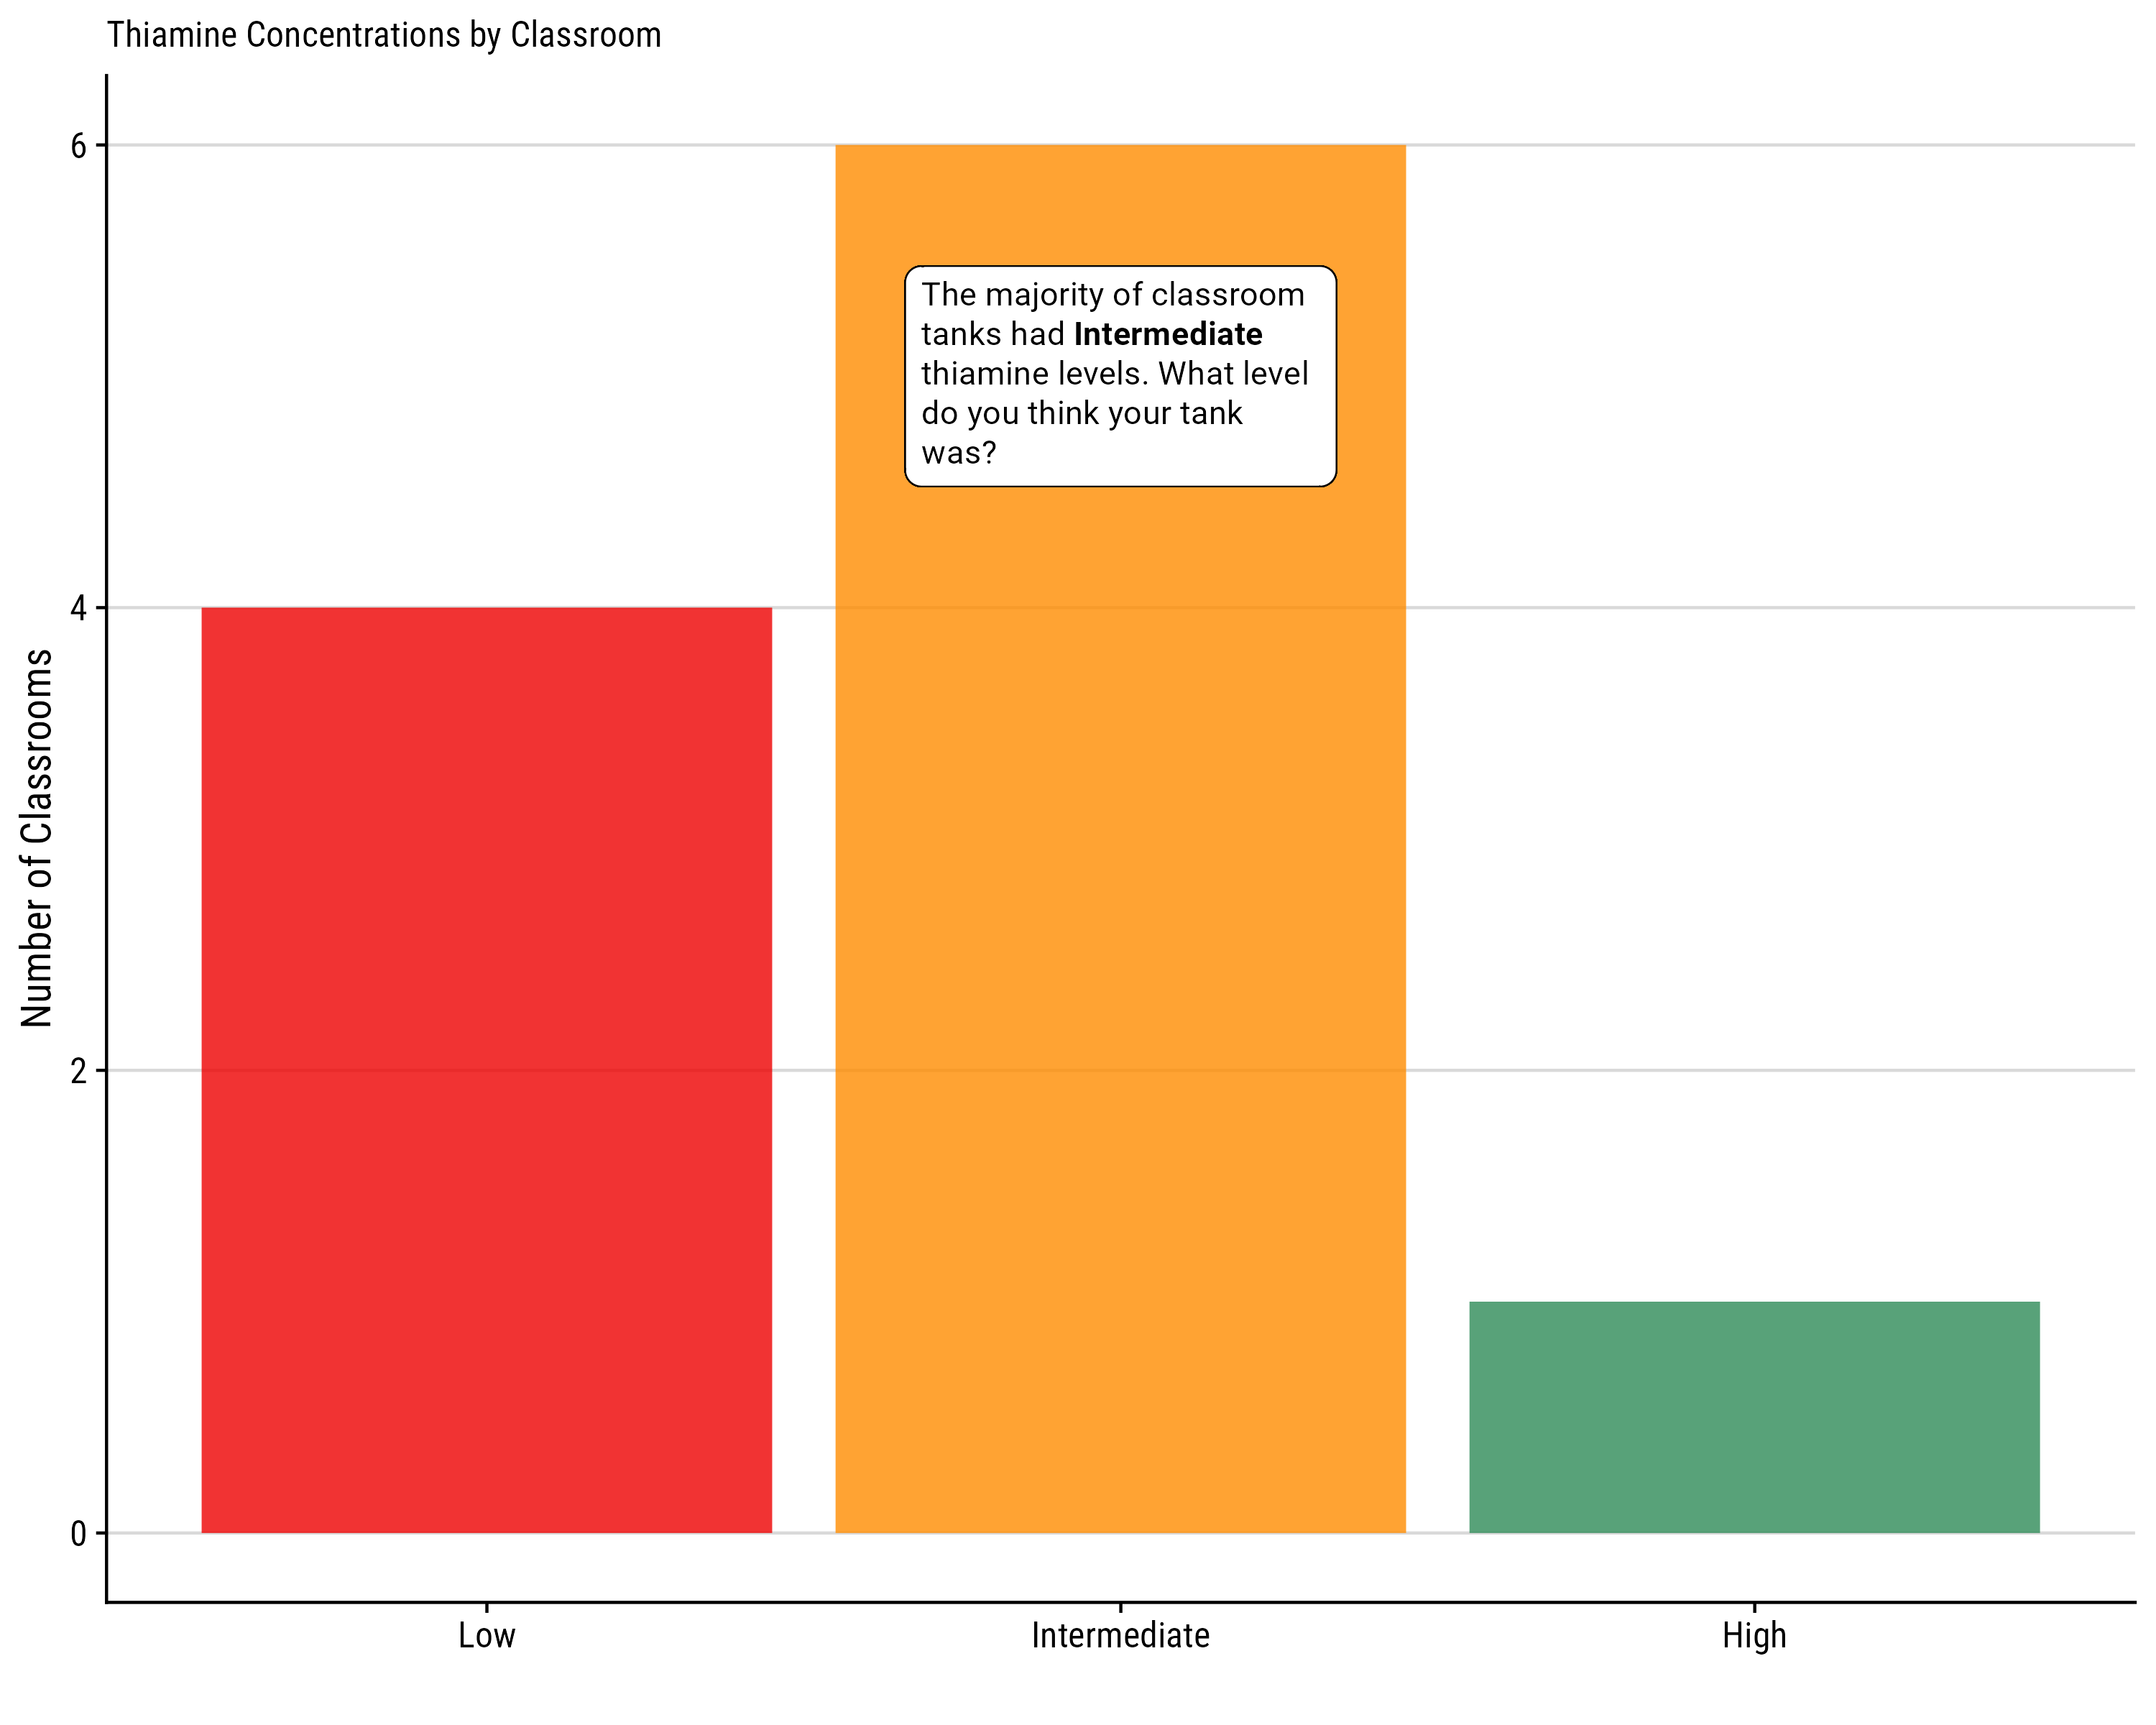 Thiamine Concentrations by Classroom
6
The majority of classroom
tanks had Intermediate
thiamine levels. What level
do you think your tank
was?
4
Number of Classrooms
2
0
Low
Intermediate
High